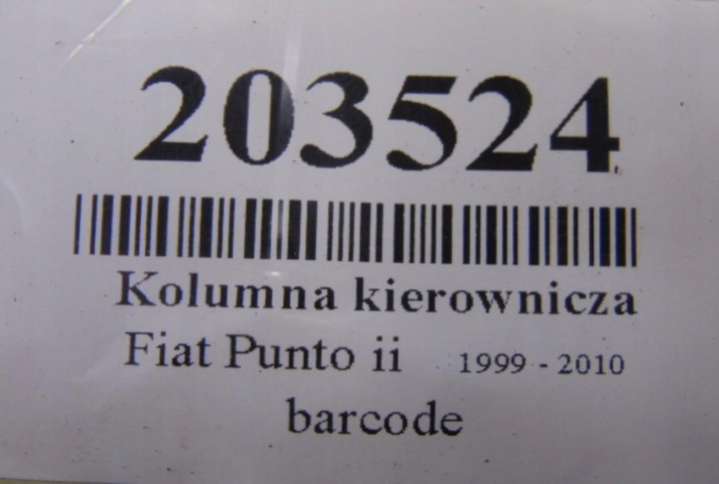 203524
Kolumna kierownicza
Fiat Punto ii 1999 - 2010
barcode